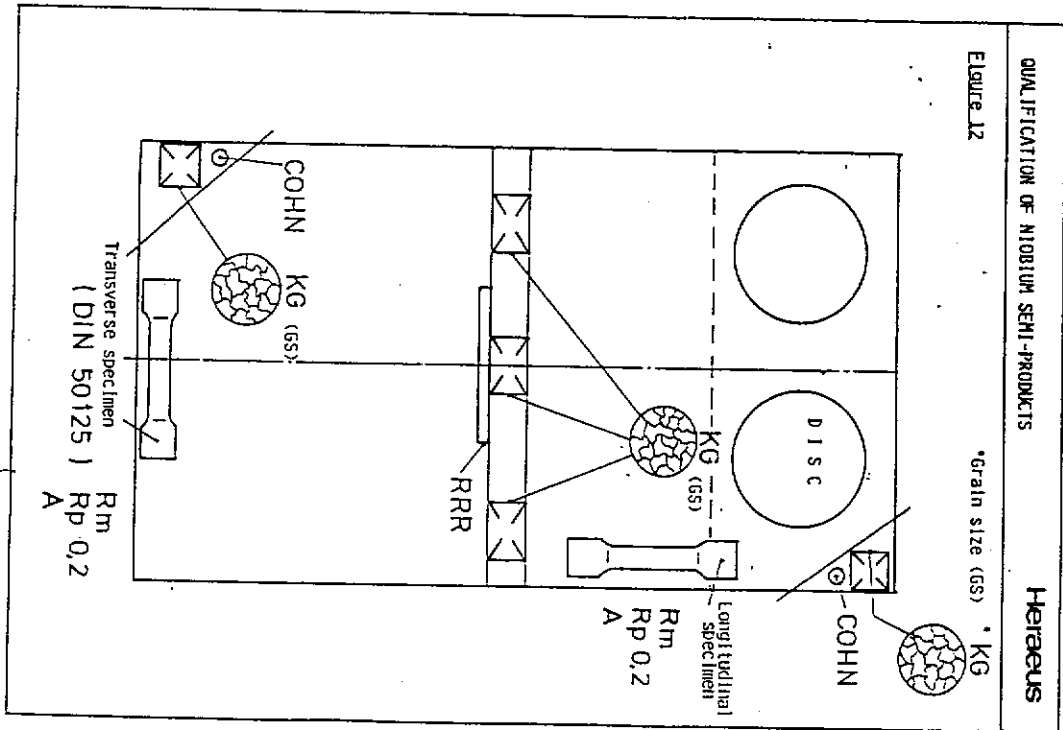 QUALIFICATION OF NIOBIUM SEMI-PRODUCTS
Heraeus
Figure 12
*Grain size (GS)
* KG
COHN
DISC
Longitudinal
specimen
Rm
Rp 0,2
A
KG
(GS)
RRR
COHN
KG
(GS)
Transverse specimen
(DIN 50125)
Rm
Rp 0,2
A